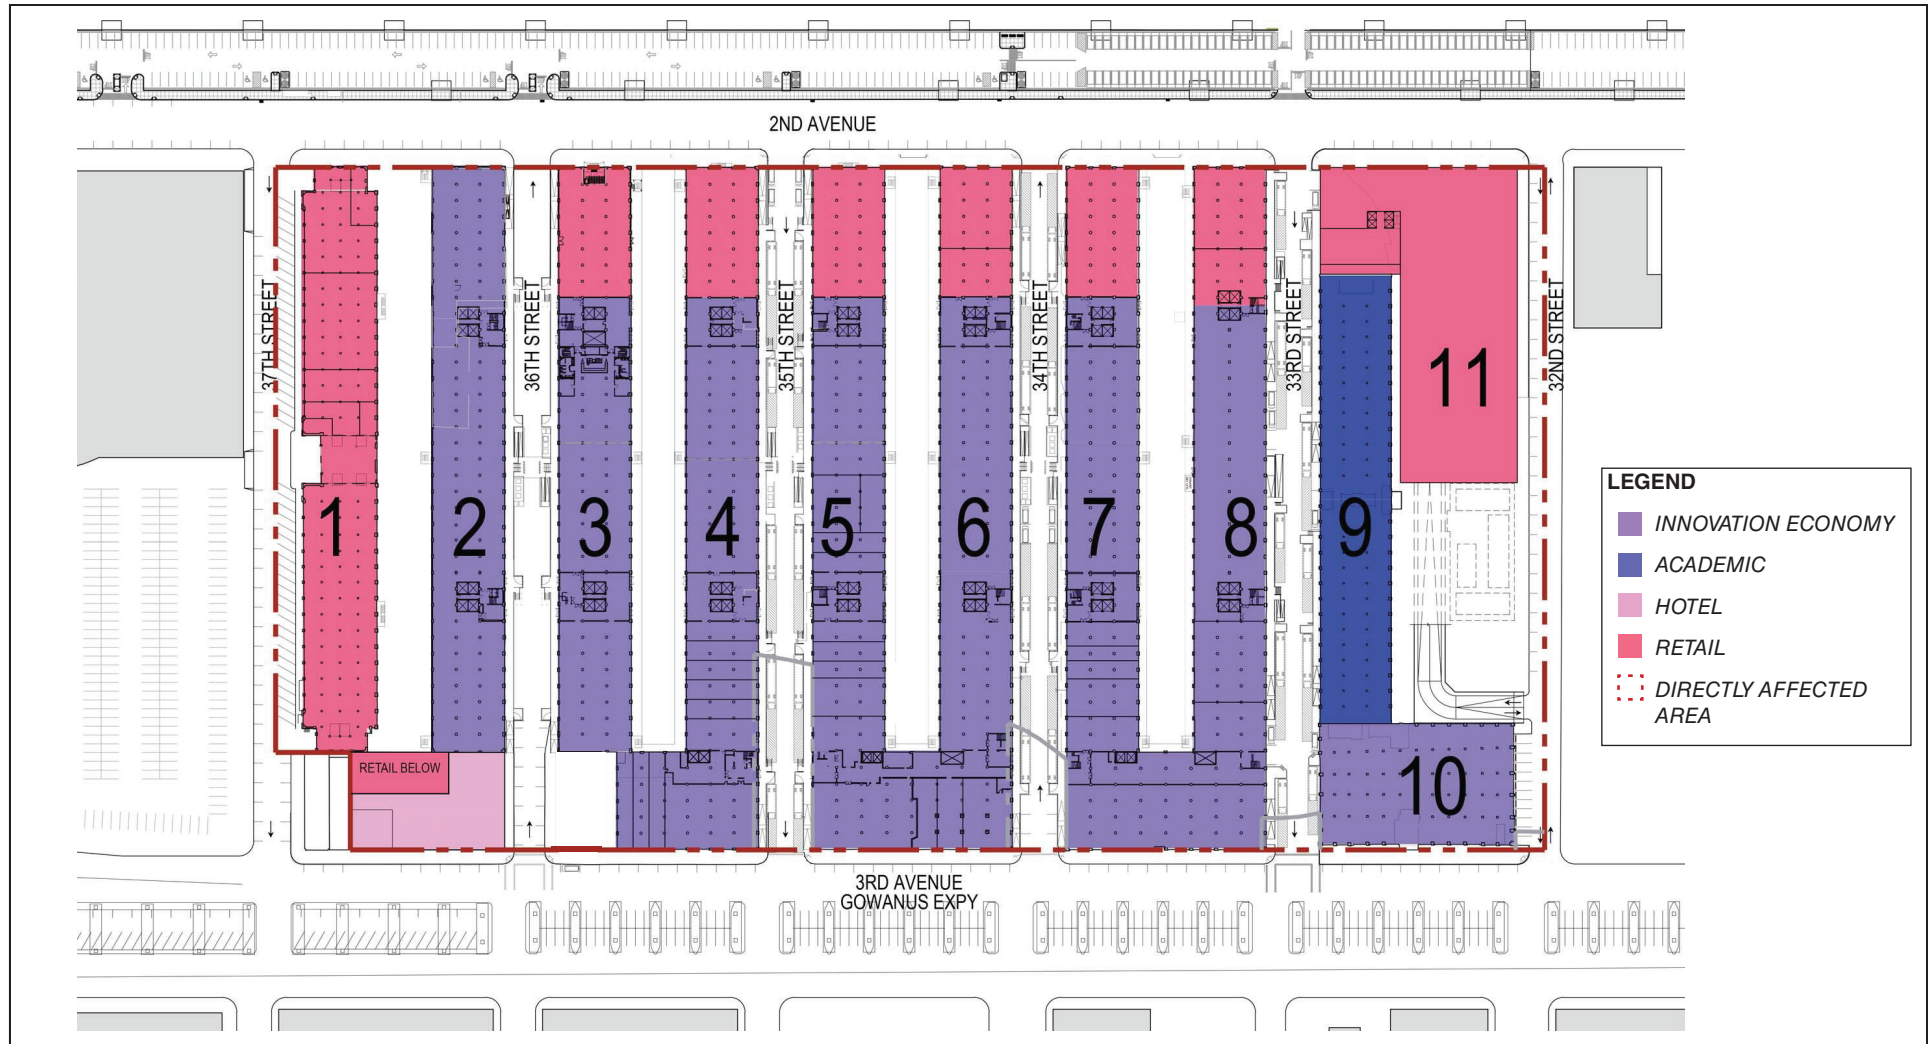 2ND AVENUE
37TH STREET
36TH STREET
35TH STREET
34TH STREET
33RD STREET
32ND STREET
11
1
2
3
4
5
6
7
8
9
10
RETAIL BELOW
3RD AVENUE
GOWANUS EXPY
LEGEND
INNOVATION ECONOMY
ACADEMIC
HOTEL
RETAIL
DIRECTLY AFFECTED
AREA